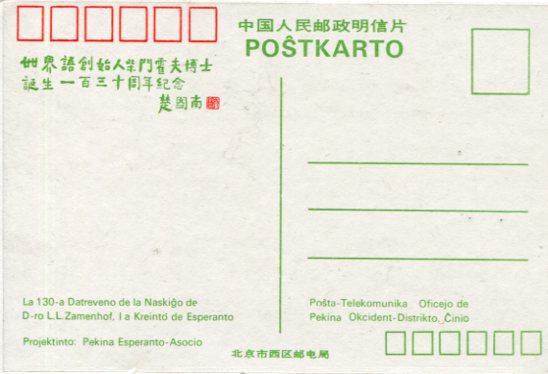 中国人民邮政明信片
POŜTKARTO
世界語創始人柴門霍夫博士
誕生一百三十周年紀念
楚图南
La 130-a Datreveno de la Naskiĝo de
D-ro L.L.Zamenhof, la Kreinto de Esperanto
Projektinto: Pekina Esperanto-Asocio
Poŝta-Telekomunika Oficejo de
Pekina Okcident-Distrikto, Ĉinio
北京市西区邮电局